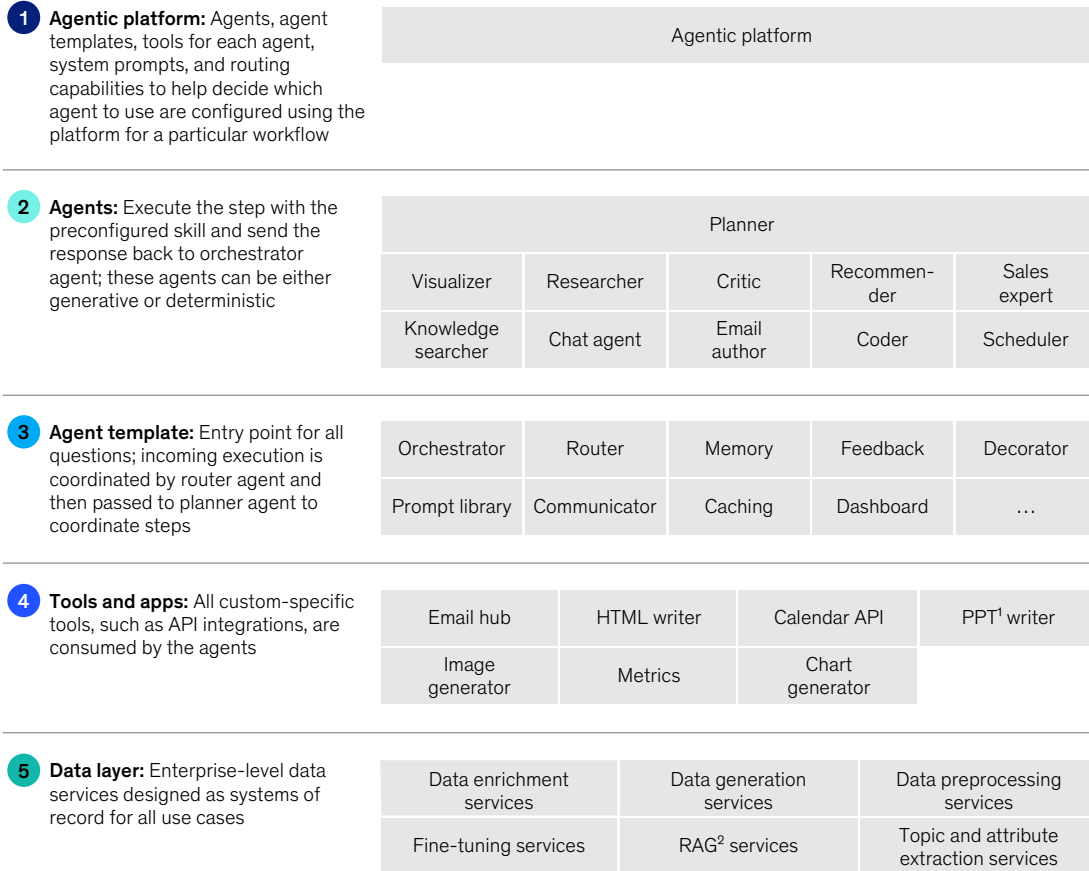 1
Agentic platform: Agents, agent
templates, tools for each agent,
system prompts, and routing
capabilities to help decide which
agent to use are configured using the
platform for a particular workflow
Agentic platform
2
Agents: Execute the step with the
preconfigured skill and send the
response back to orchestrator
agent; these agents can be either
generative or deterministic
Planner
Visualizer
Researcher
Critic
Recommen-
der
Sales
expert
Knowledge
searcher
Chat agent
Email
author
Coder
Scheduler
3
Agent template: Entry point for all
questions; incoming execution is
coordinated by router agent and
then passed to planner agent to
coordinate steps
Orchestrator
Router
Memory
Feedback
Decorator
Prompt library
Communicator
Caching
Dashboard
…
4
Tools and apps: All custom-specific
tools, such as API integrations, are
consumed by the agents
Email hub
HTML writer
Calendar API
PPT¹ writer
Image
generator
Metrics
Chart
generator
5
Data layer: Enterprise-level data
services designed as systems of
record for all use cases
Data enrichment
services
Data generation
services
Data preprocessing
services
Fine-tuning services
RAG² services
Topic and attribute
extraction services